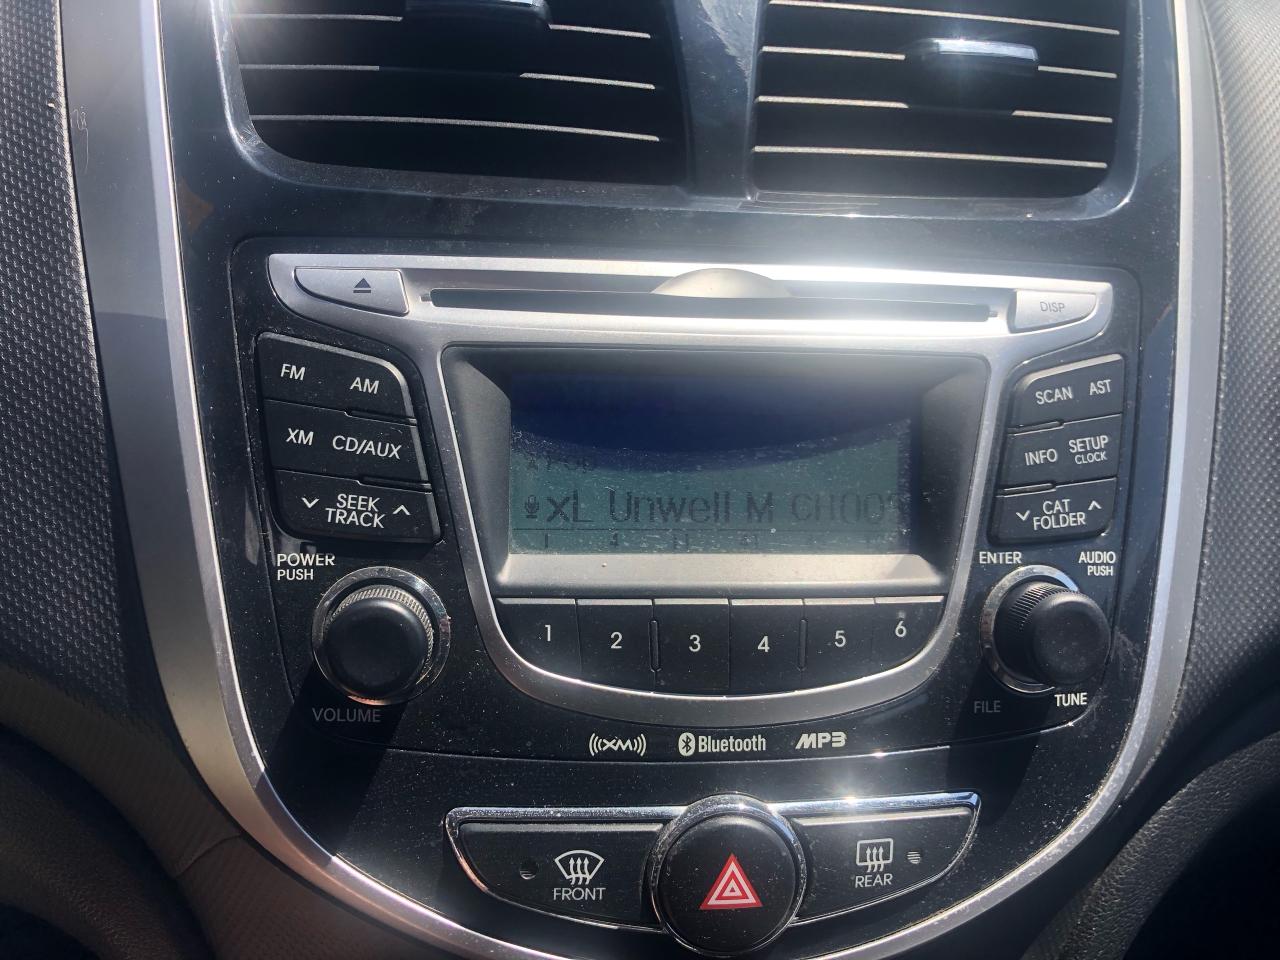 DISP
FM AM
SCAN AST
XM CD/AUX
INFO SETUP
CLOCK
SEEK
TRACK
CAT
FOLDER
xL Unwell M CH00
POWER
PUSH
ENTER
AUDIO
PUSH
1 2 3 4 5 6
VOLUME
FILE
TUNE
((XM)) Bluetooth MP3
FRONT
REAR